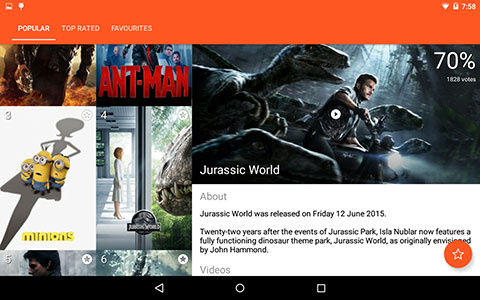 7:58
POPULAR TOP RATED FAVOURITES
ANT-MAN
70%
1828 votes
3
4
minions
JURASSIC WORLD
Jurassic World
About
Jurassic World was released on Friday 12 June 2015.
Twenty-two years after the events of Jurassic Park, Isla Nublar now features a
fully functioning dinosaur theme park, Jurassic World, as originally envisioned
by John Hammond.
5
6
Videos